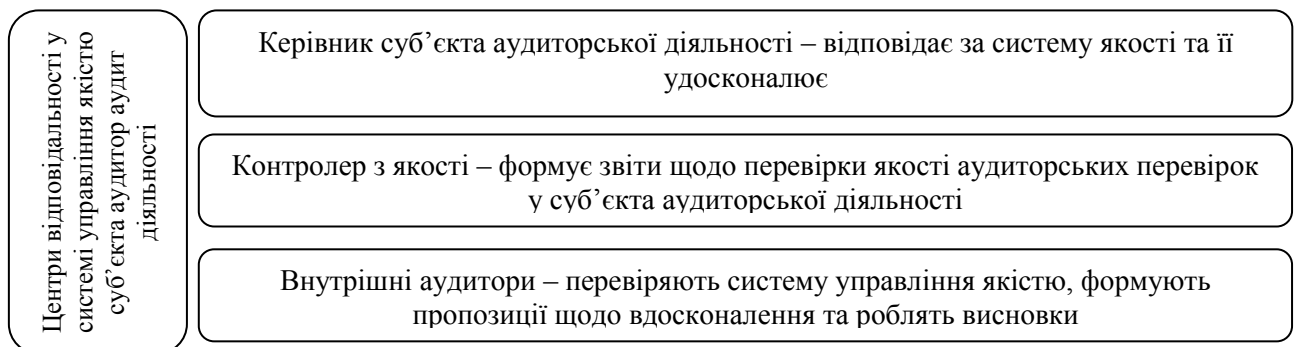 Центри відповідальності у
системі управління якістю
суб’єкта аудитор аудит
діяльності
Керівник суб’єкта аудиторської діяльності – відповідає за систему якості та її
удосконалює
Контролер з якості – формує звіти щодо перевірки якості аудиторських перевірок
у суб’єкта аудиторської діяльності
Внутрішні аудитори – перевіряють систему управління якістю, формують
пропозиції щодо вдосконалення та роблять висновки